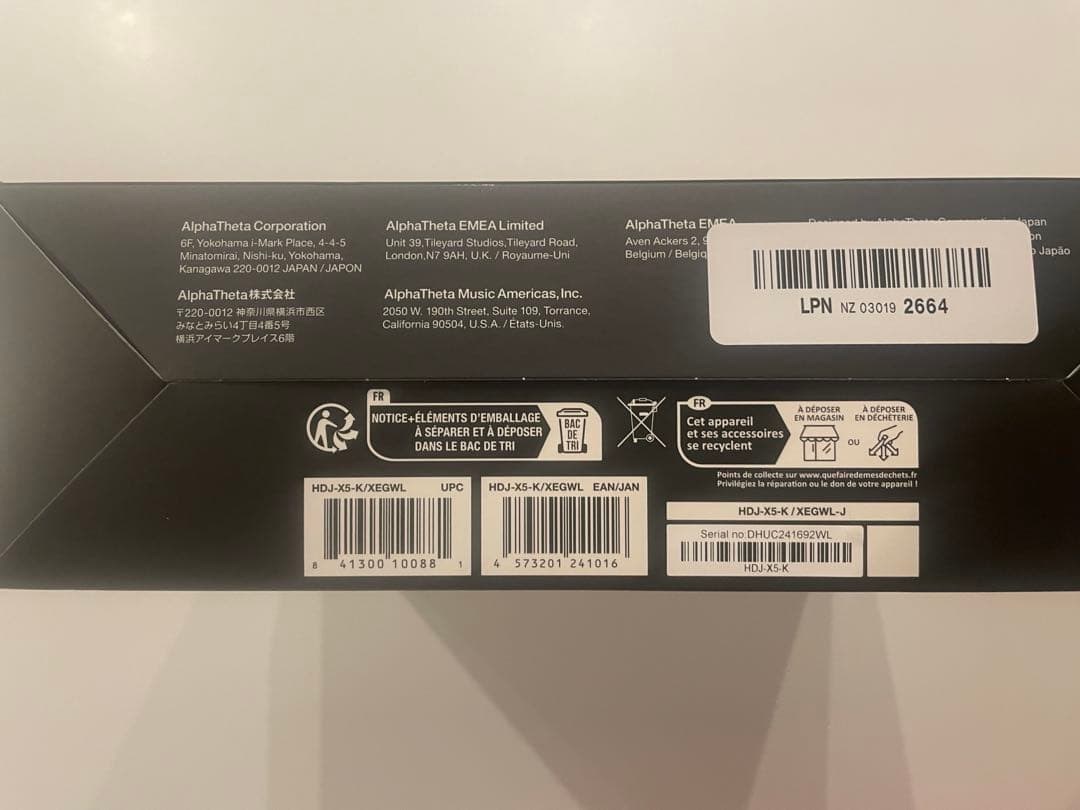 AlphaTheta Corporation
6F, Yokohama i-Mark Place, 4-4-5
Minatomirai, Nishi-ku, Yokohama,
Kanagawa 220-0012 JAPAN / JAPON
AlphaTheta株式会社
〒220-0012 神奈川県横浜市西区
みなとみらい4丁目4番5号
横浜アイマークプレイス6階
AlphaTheta EMEA Limited
Unit 39,Tileyard Studios,Tileyard Road,
London,N7 9AH, U.K. / Royaume-Uni
AlphaTheta Music Americas,Inc.
2050 W. 190th Street, Suite 109, Torrance,
California 90504, U.S.A. / États-Unis.
AlphaTheta EMEA
Aven Ackers 2, 9
Belgium / Belgiq
Designed by AlphaTheta Corporation in Japan
on
Japão
LPN NZ 03019 2664
FR
NOTICE+ÉLÉMENTS D'EMBALLAGE
À SÉPARER ET À DÉPOSER
DANS LE BAC DE TRI
BAC
DE
TRI
FR
Cet appareil
et ses accessoires
se recyclent
À DÉPOSER
EN MAGASIN
OU
À DÉPOSER
EN DÉCHÈTERIE
Points de collecte sur www.quefairedemesdechets.fr
Privilégiez la réparation ou le don de votre appareil !
HDJ-X5-K/XEGWL UPC
8 41300 10088 1
HDJ-X5-K/XEGWL EAN/JAN
4 573201 241016
HDJ-X5-K / XEGWL-J
Serial no:DHUC241692WL
HDJ-X5-K